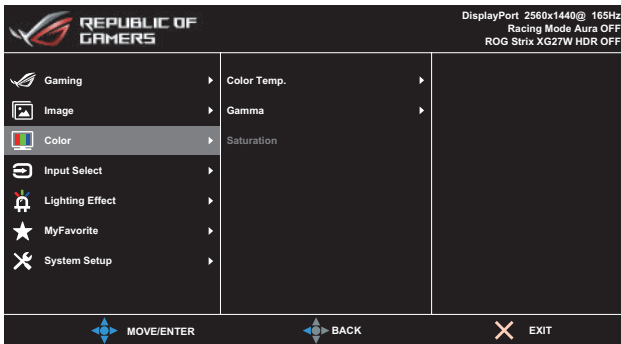 REPUBLIC OF
GAMERS
DisplayPort 2560x1440@ 165Hz
Racing Mode Aura OFF
ROG Strix XG27W HDR OFF
Gaming
Image
Color
Input Select
Lighting Effect
MyFavorite
System Setup
Color Temp.
Gamma
Saturation
MOVE/ENTER
BACK
EXIT